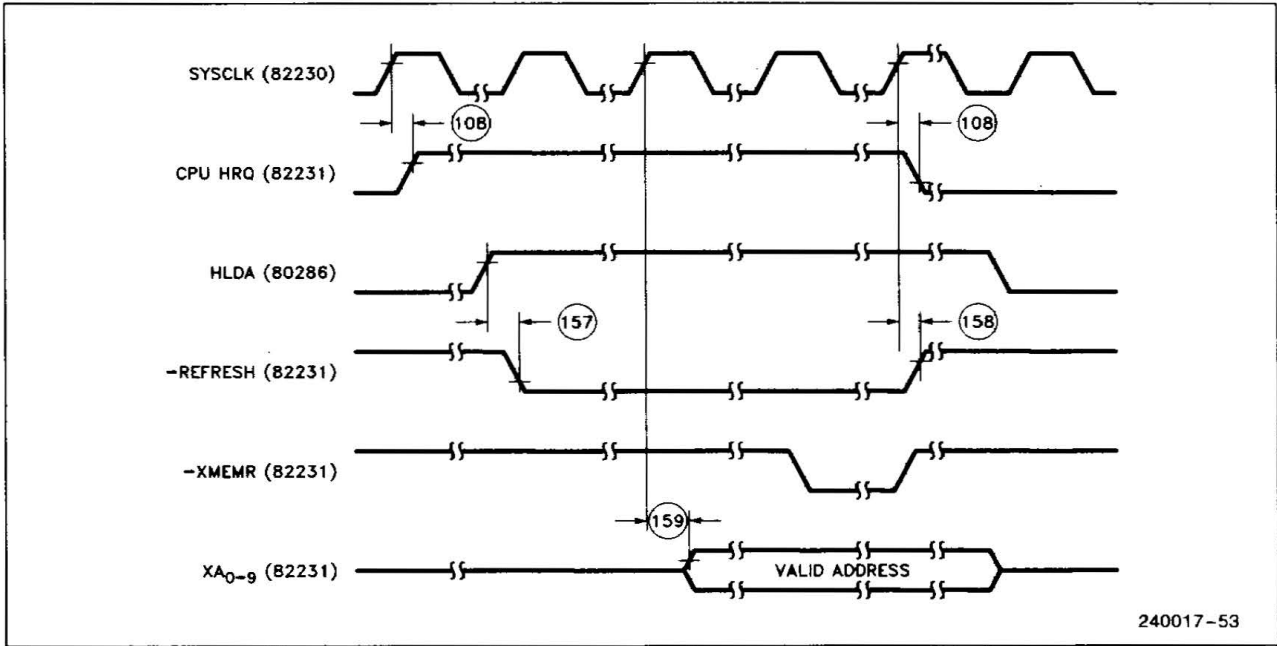 SYSCLK (82230)
108
108
CPU HRQ (82231)
HLDA (80286)
157
158
-REFRESH (82231)
-XMEMR (82231)
159
XA0-9 (82231)
VALID ADDRESS
240017-53